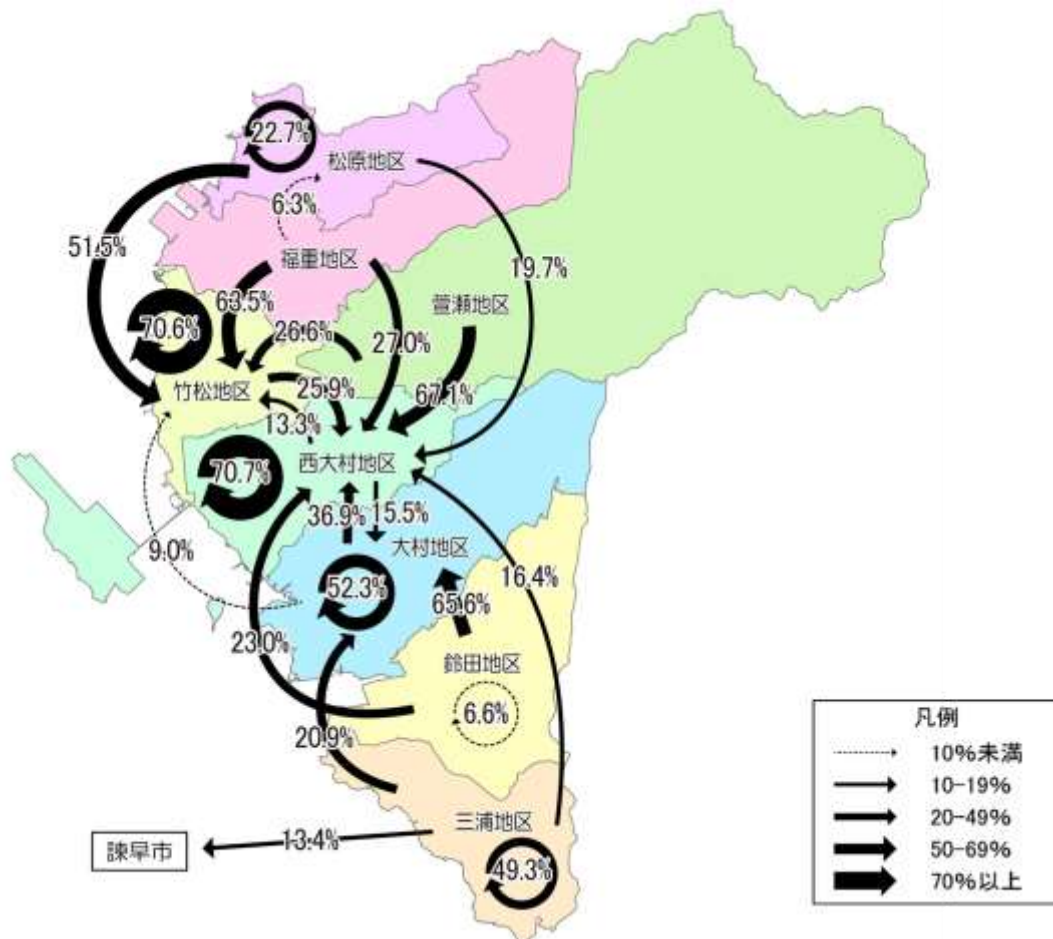 22.7%
松原地区
6.3%
51.5%
福重地区
19.7%
63.5%
萱瀬地区
70.6%
26.6%
27.0%
67.1%
竹松地区
25.9%
13.3%
西大村地区
70.7%
36.9%
15.5%
大村地区
9.0%
16.4%
52.3%
65.6%
23.0%
鈴田地区
6.6%
20.9%
三浦地区
13.4%
諫早市
49.3%
凡例
10%未満
10-19%
20-49%
50-69%
70%以上